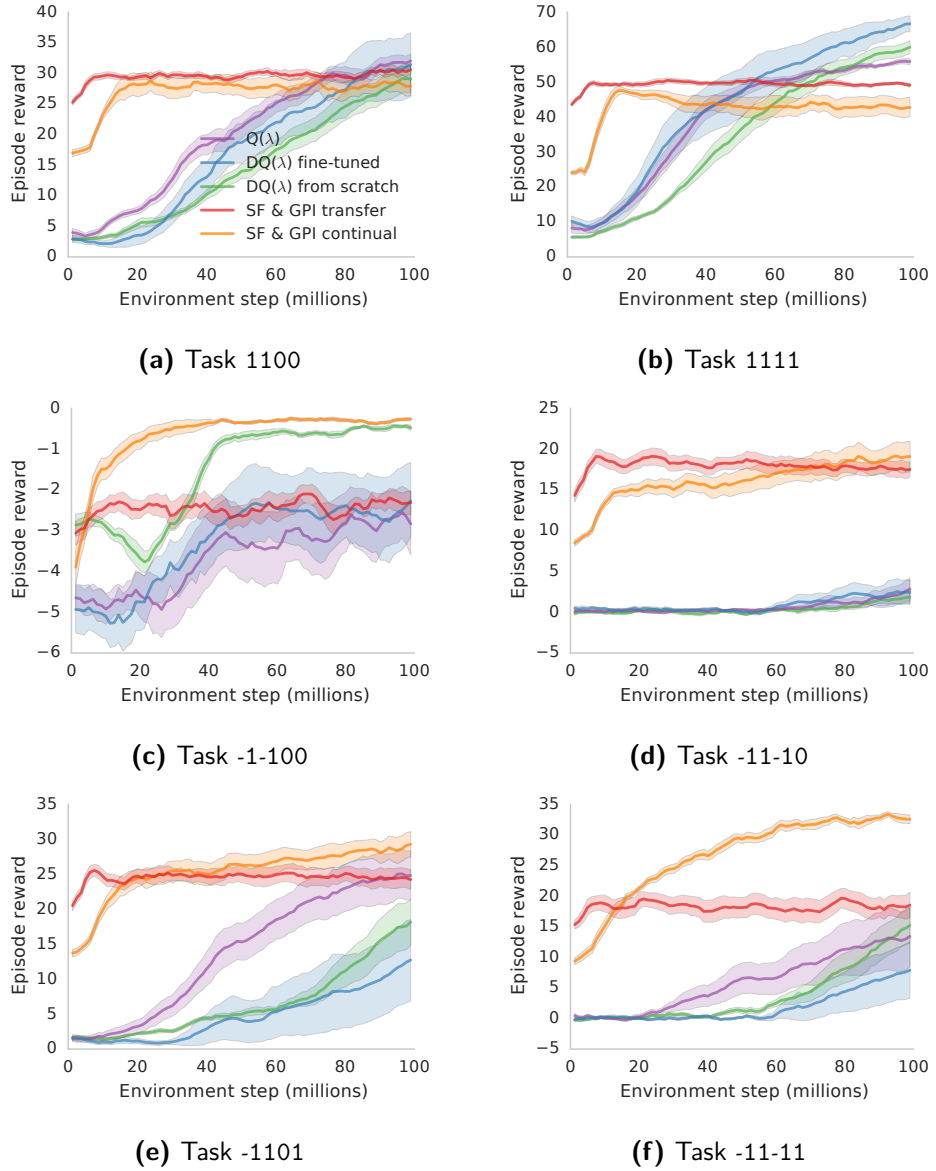 40
35
30
25
20
15
10
5
0
Episode reward
Q(λ)
DQ(λ) fine-tuned
DQ(λ) from scratch
SF & GPI transfer
SF & GPI continual
0 20 40 60 80 100
Environment step (millions)
(a) Task 1100
70
60
50
40
30
20
10
0
Episode reward
0 20 40 60 80 100
Environment step (millions)
(b) Task 1111
0
−1
−2
−3
−4
−5
−6
Episode reward
0 20 40 60 80 100
Environment step (millions)
(c) Task -1-100
25
20
15
10
5
0
−5
Episode reward
0 20 40 60 80 100
Environment step (millions)
(d) Task -11-10
35
30
25
20
15
10
5
0
Episode reward
0 20 40 60 80 100
Environment step (millions)
(e) Task -1101
35
30
25
20
15
10
5
0
−5
Episode reward
0 20 40 60 80 100
Environment step (millions)
(f) Task -11-11